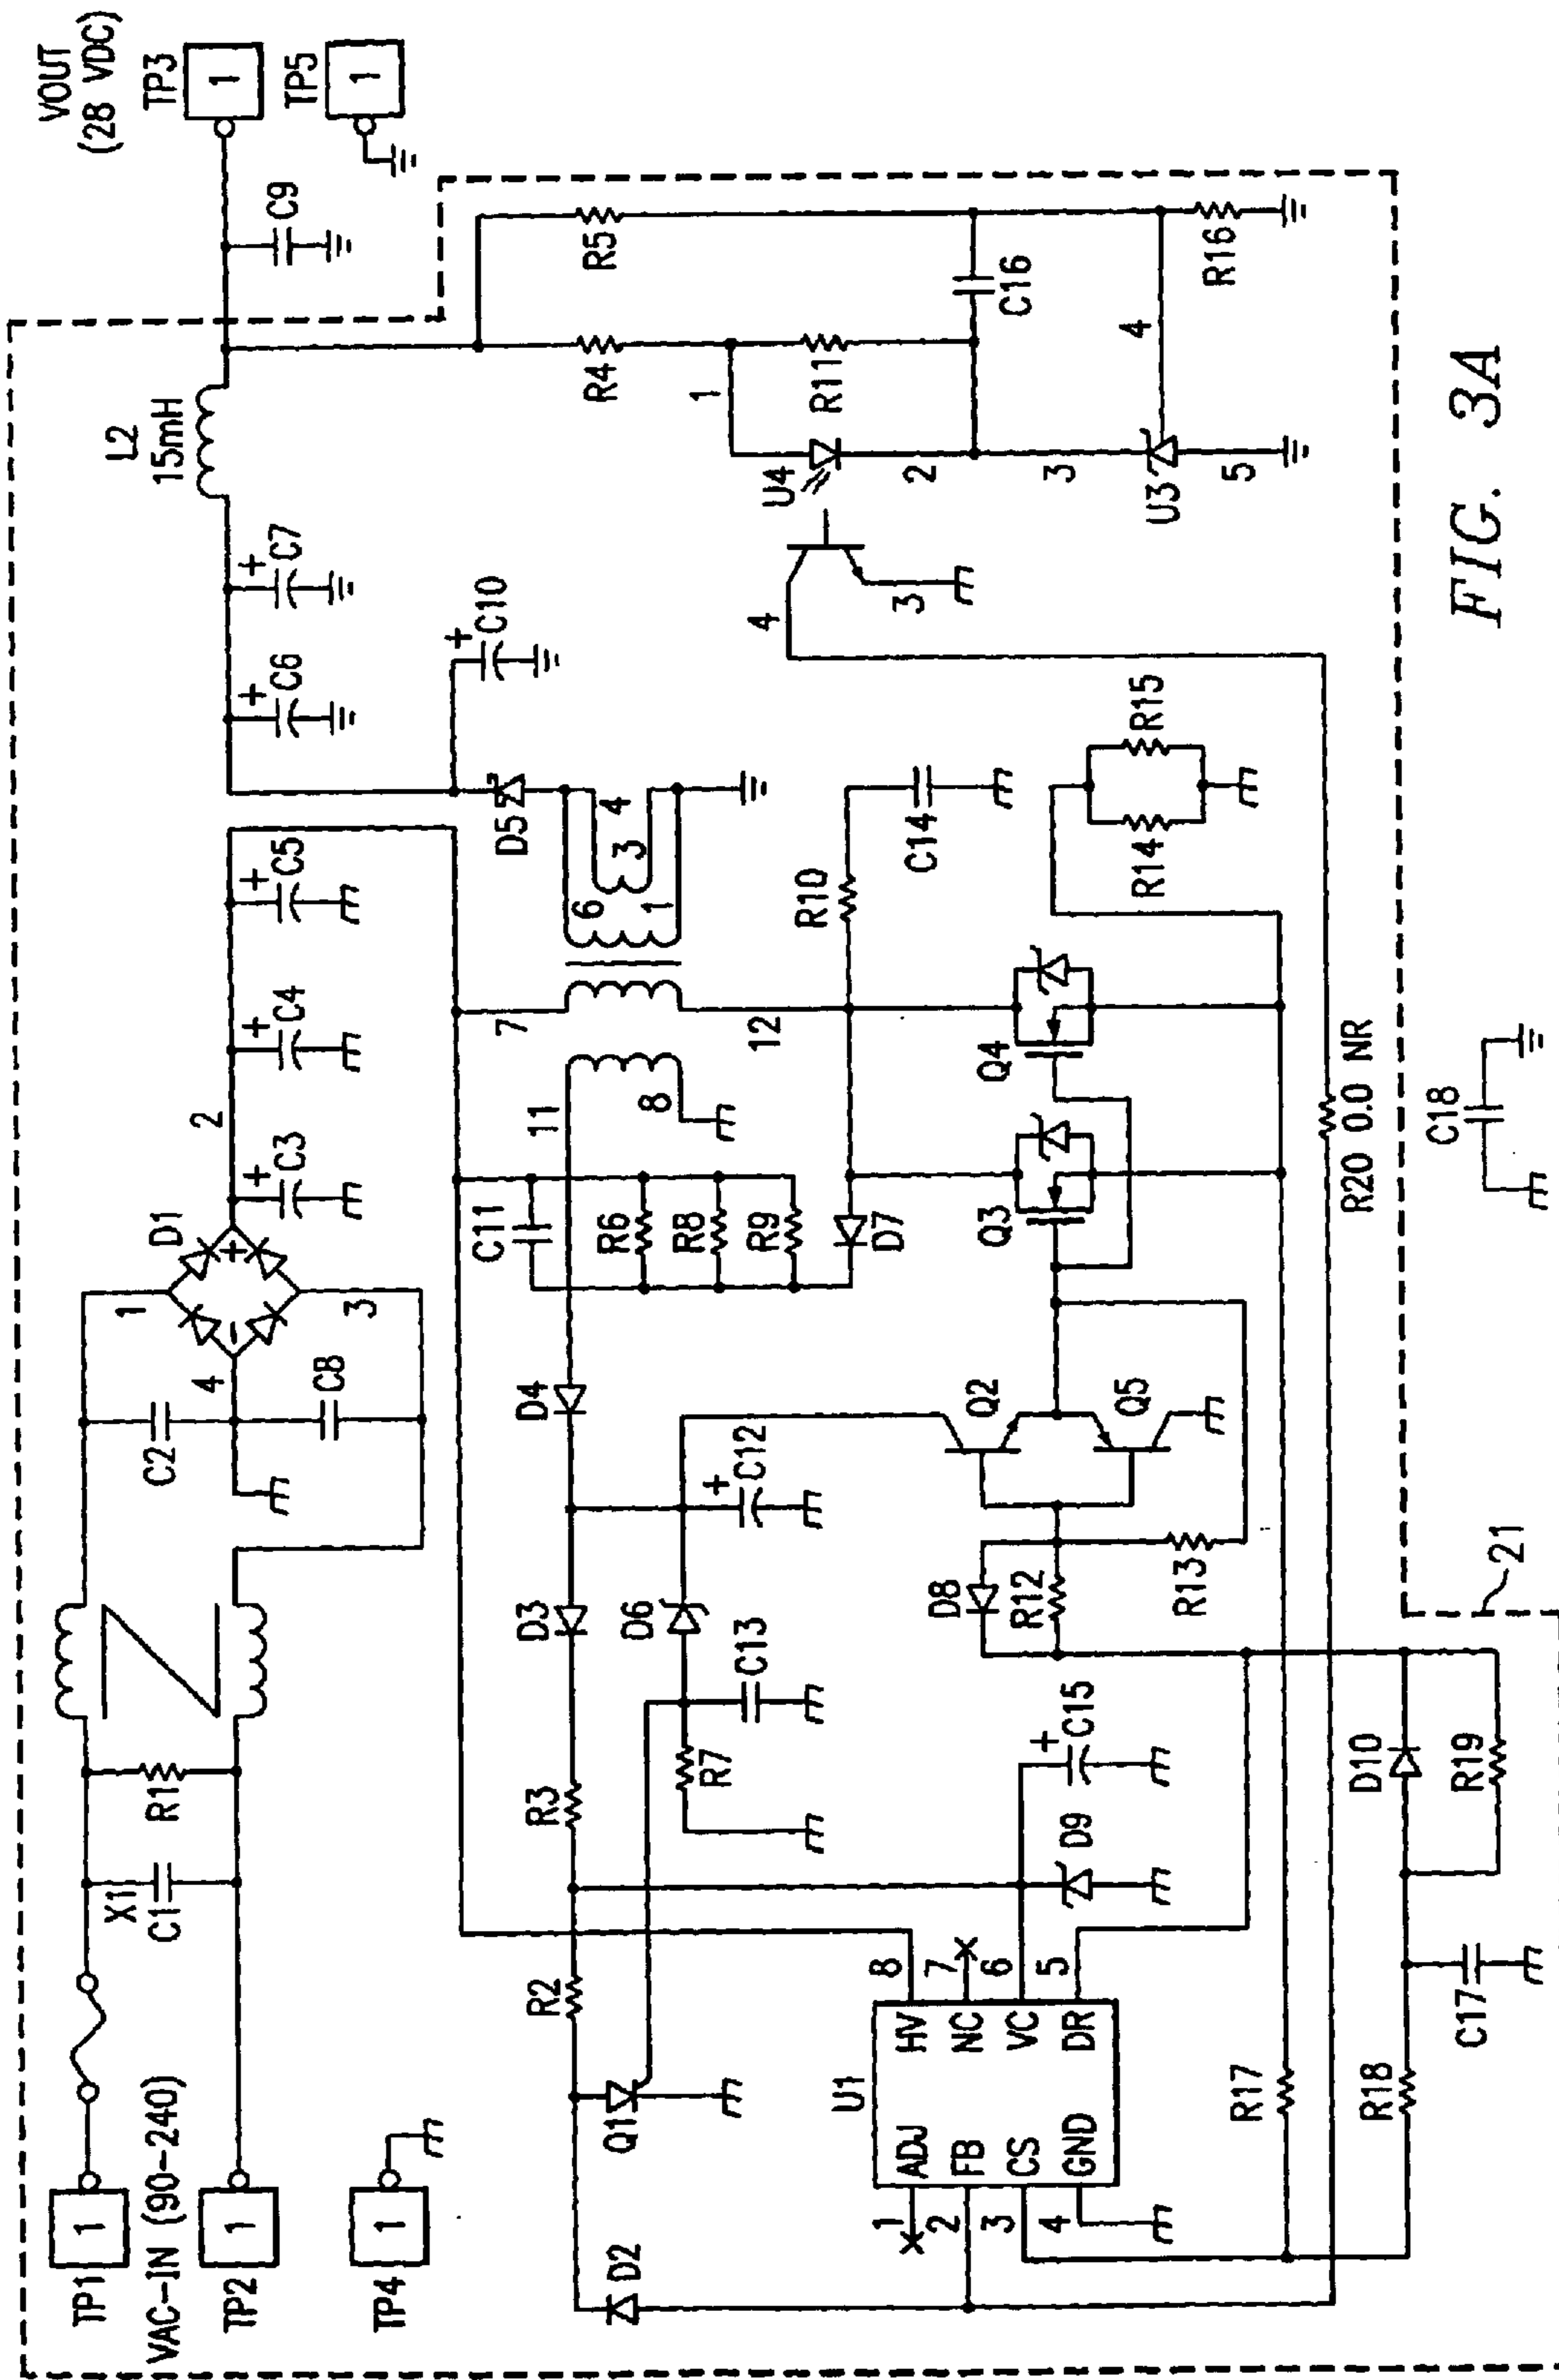 VOUT
(28 VDC)
TP3
1
TP5
1
C9
L2
15mH
C7
+
C6
+
C10
+
D5
C5
+
C4
+
C3
+
2
D1
+
-
1
3
4
C2
C8
X1
C1
R1
TP1
1
VAC-IN (90-240)
TP2
1
TP4
1
R4
R5
1
R11
C16
U4
2
3
4
U3
5
R16
4
3
6
4
3
1
7
12
11
8
R10
C14
R14
R15
C11
R6
R8
R9
D7
Q4
Q3
D4
D3
R3
R2
C12
+
D6
C13
R7
Q1
D2
Q2
Q5
D8
R12
R13
C15
+
D9
U1
ADJ
FB
CS
GND
HV
NC
VC
DR
1
2
3
4
8
7
6
5
R17
R20 0.0 NR
R18
C17
D10
R19
21
C18
FIG. 3A